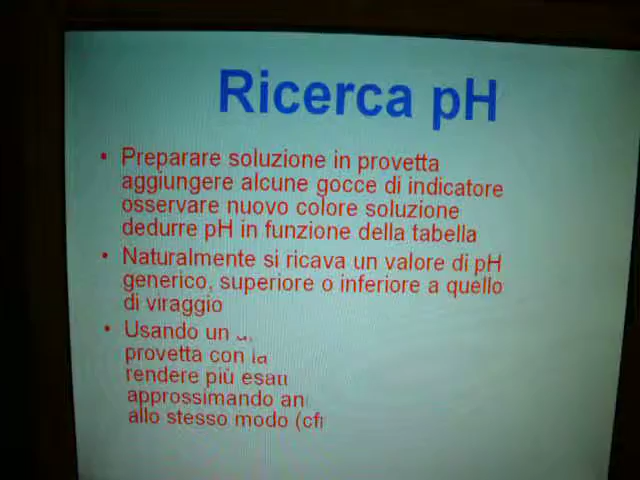 Ricerca pH
• Preparare soluzione in provetta
aggiungere alcune gocce di indicatore
osservare nuovo colore soluzione
dedurre pH in funzione della tabella
• Naturalmente si ricava un valore di pH
generico, superiore o inferiore a quello
di viraggio
• Usando un
provetta con
rendere più
approssimando
allo stesso modo